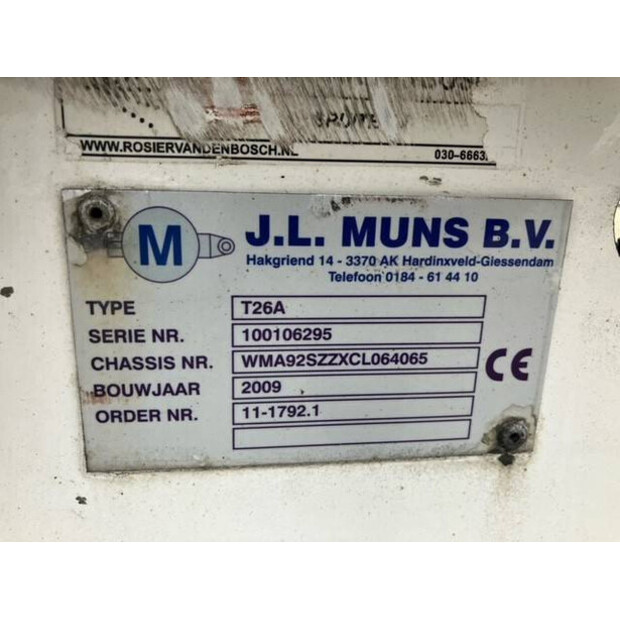 WWW.ROSIERVANDENBOSCH.NL
030-6663
M
J.L. MUNS B.V.
Hakgriend 14 - 3370 AK Hardinxveld-Giessendam
Telefoon 0184 - 61 44 10
TYPE T26A
SERIE NR. 100106295
CHASSIS NR. WMA92SZZXCL064065
BOUWJAAR 2009
ORDER NR. 11-1792.1
CE